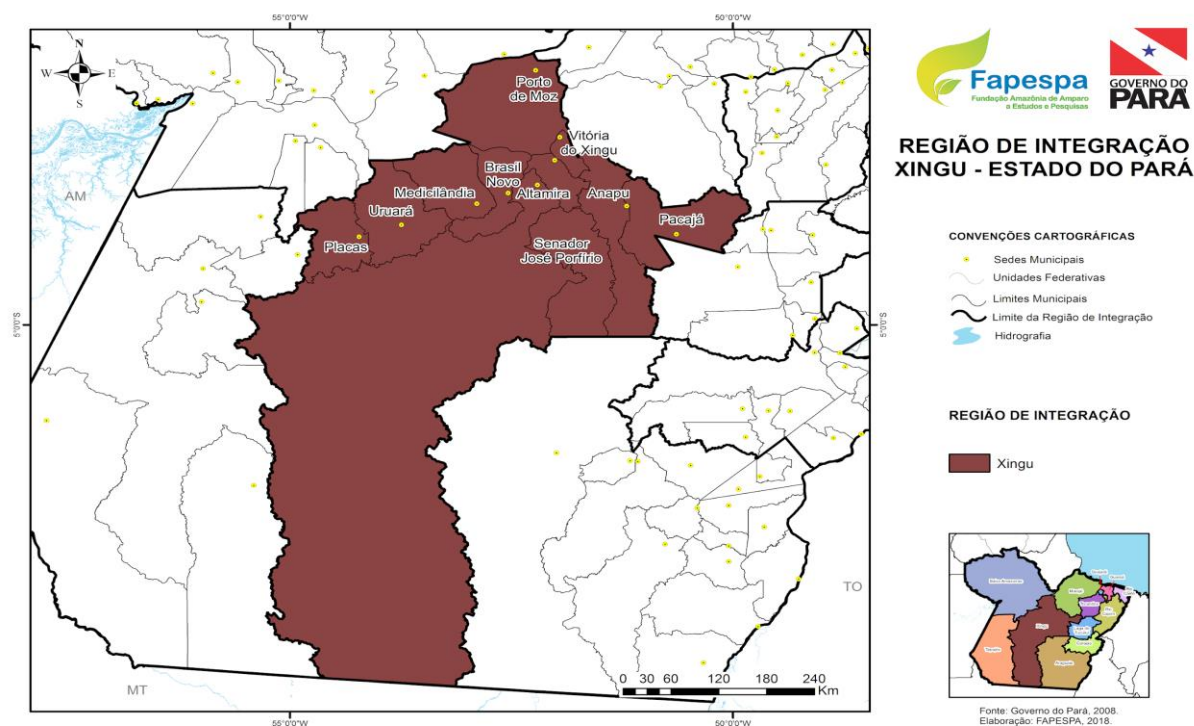 55°0'0"W
50°0'0"W
N
W
E
S
Porto
de Moz
Vitória
do Xingu
Brasil
Novo
Medicilândia
Altamira
Anapu
Uruará
Pacajá
Placas
Senador
José Porfírio
AM
5°0'0"S
5°0'0"S
TO
MT
0 30 60 120 180 240
Km
55°0'0"W
50°0'0"W
Fapespa
Fundação Amazônia de Amparo
a Estudos e Pesquisas
GOVERNO DO
PARÁ
REGIÃO DE INTEGRAÇÃO
XINGU - ESTADO DO PARÁ
CONVENÇÕES CARTOGRÁFICAS
Sedes Municipais
Unidades Federativas
Limites Municipais
Limite da Região de Integração
Hidrografia
REGIÃO DE INTEGRAÇÃO
Xingu
Xingu
Fonte: Governo do Pará, 2008.
Elaboração: FAPESPA, 2018.